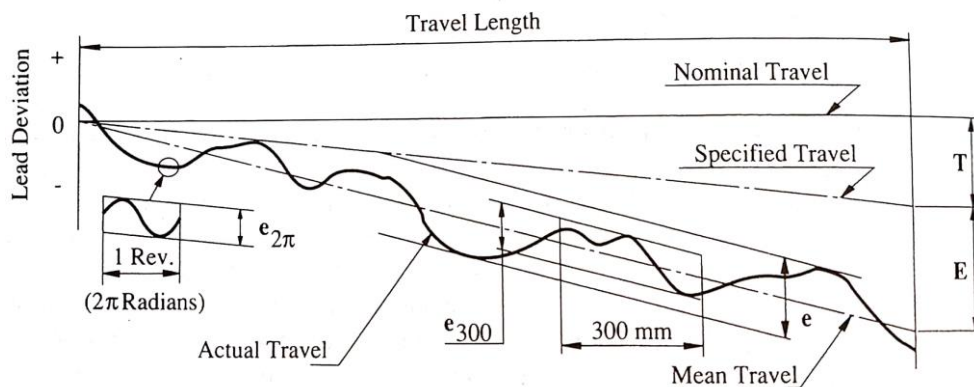 Travel Length
+
Nominal Travel
Lead Deviation
0
Specified Travel
T
-
e2π
1 Rev.
E
(2π Radians)
e300
300 mm
e
Actual Travel
Mean Travel